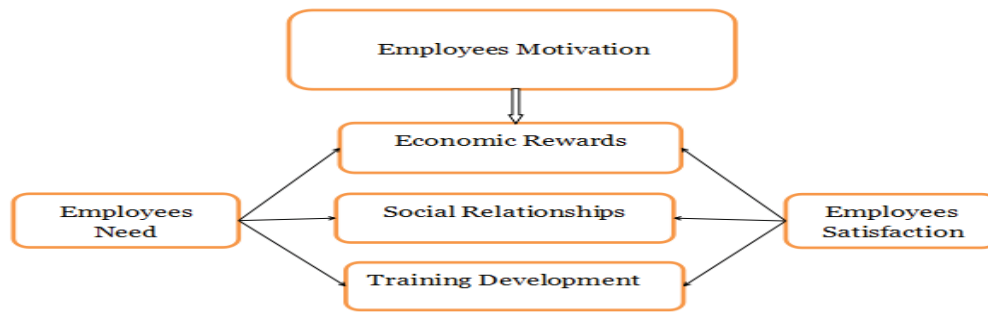 Employees Motivation
Economic Rewards
Employees
Need
Social Relationships
Employees
Satisfaction
Training Development